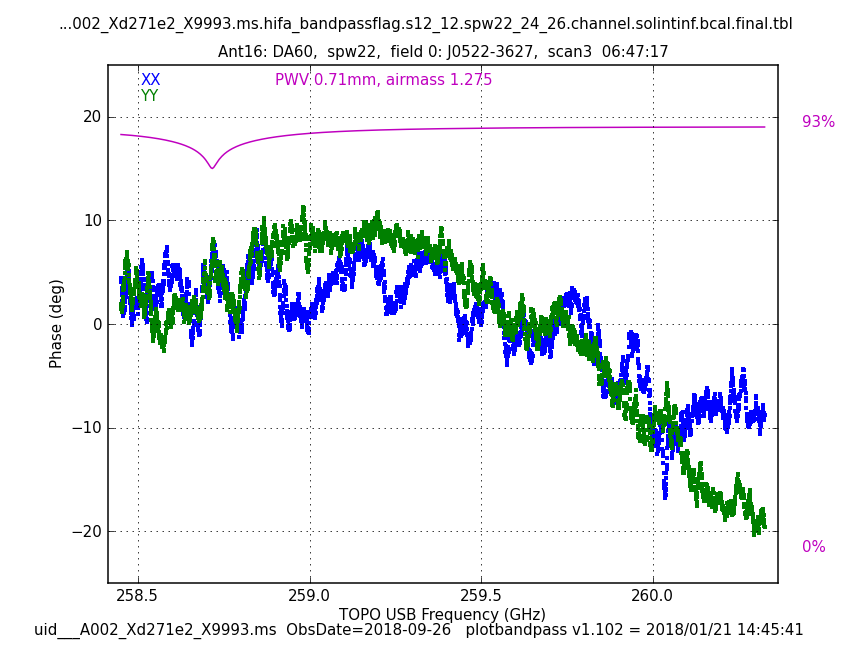 ...002_Xd271e2_X9993.ms.hifa_bandpassflag.s12_12.spw22_24_26.channel.solintinf.bcal.final.tbl
Ant16: DA60, spw22, field 0: J0522-3627, scan3 06:47:17
XX
YY
PWV 0.71mm, airmass 1.275
93%
0%
20
10
0
−10
−20
Phase (deg)
258.5
259.0
259.5
260.0
TOPO USB Frequency (GHz)
uid___A002_Xd271e2_X9993.ms ObsDate=2018-09-26 plotbandpass v1.102 = 2018/01/21 14:45:41